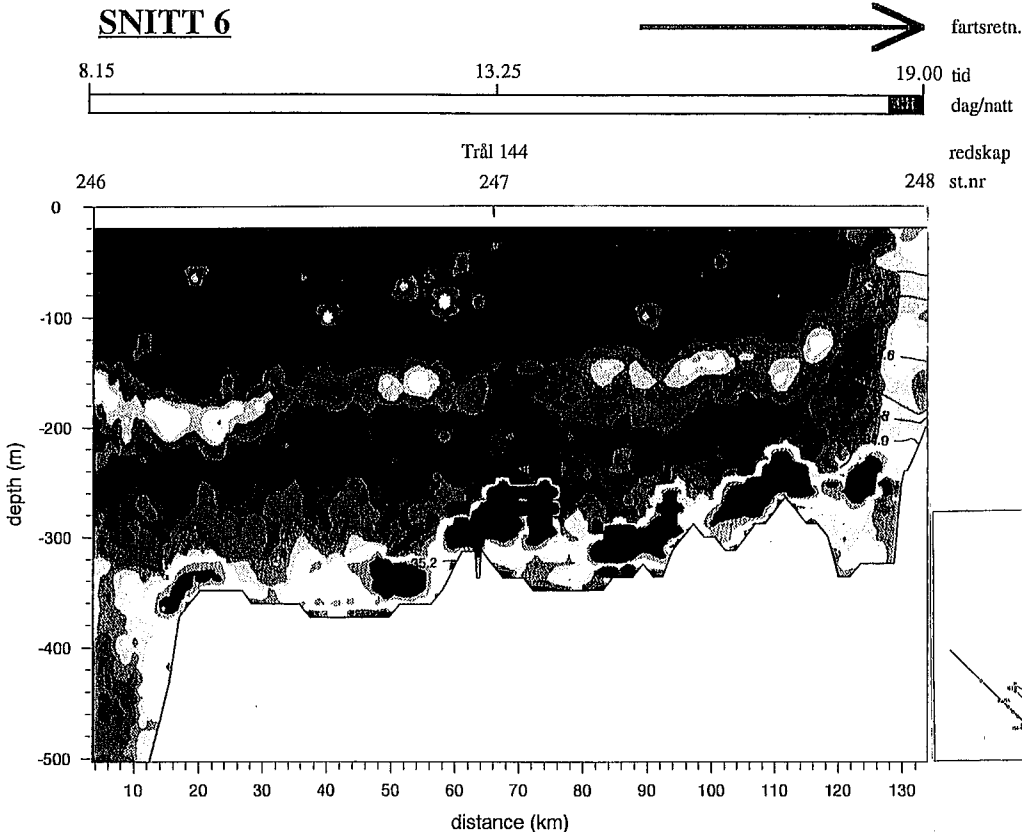 SNITT 6
fartsretn.
8.15 13.25 19.00 tid
dag/natt
Trål 144 redskap
246 247 248 st.nr
0
-100
.6
-200
.8
.9
-300
35.2
-400
-500
depth (m)
10 20 30 40 50 60 70 80 90 100 110 120 130
distance (km)